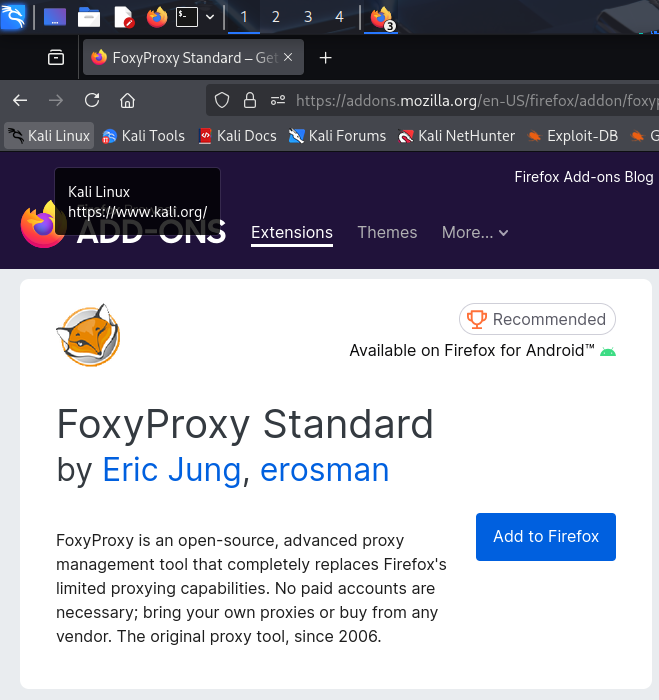 1 2 3 4 3
FoxyProxy Standard – Get
https://addons.mozilla.org/en-US/firefox/addon/foxyp
Kali Linux Kali Tools Kali Docs Kali Forums Kali NetHunter Exploit-DB G
Firefox Add-ons Blog
Kali Linux
https://www.kali.org/
ADD-ONS
Extensions Themes More...
Recommended
Available on Firefox for Android™
FoxyProxy Standard
by Eric Jung, erosman
Add to Firefox
FoxyProxy is an open-source, advanced proxy
management tool that completely replaces Firefox's
limited proxying capabilities. No paid accounts are
necessary; bring your own proxies or buy from any
vendor. The original proxy tool, since 2006.